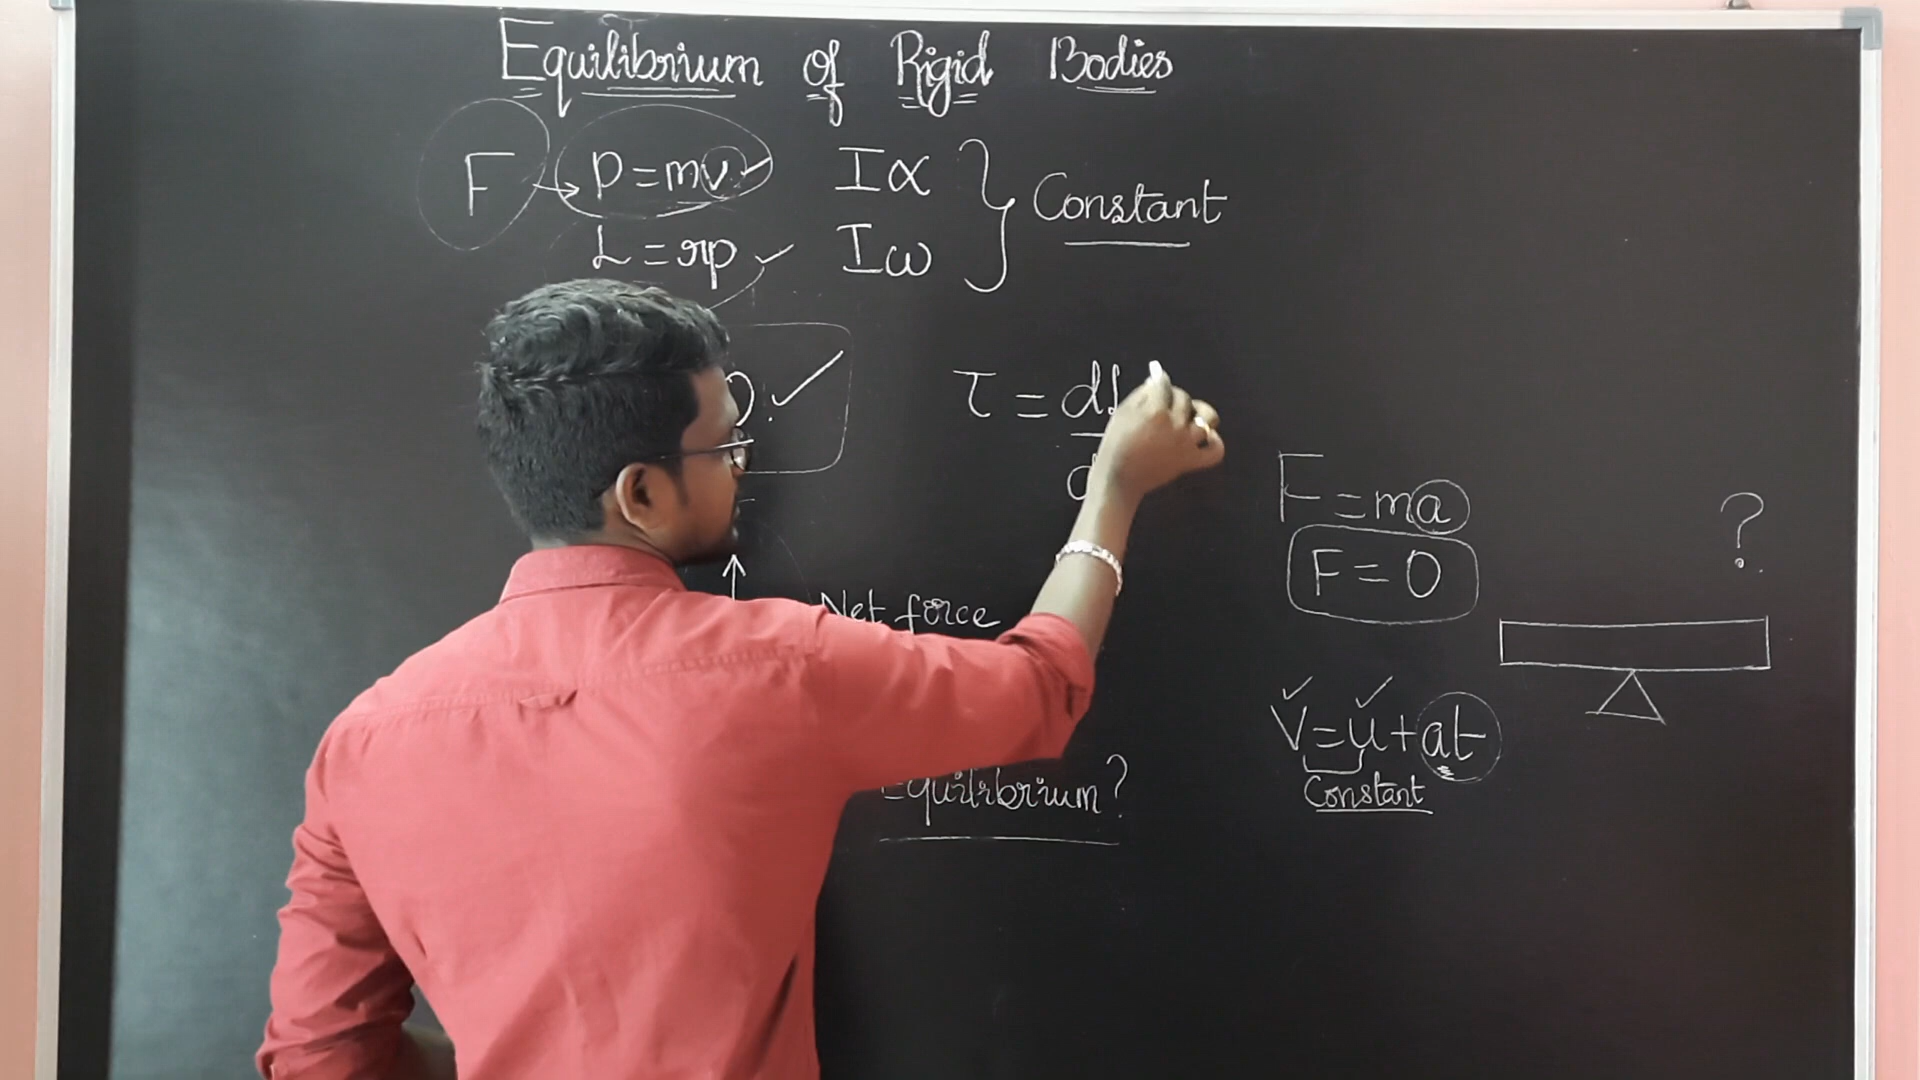 Equilibrium of Rigid Bodies
F → P = mv ✓ Iα
L = rp ✓ Iω
} Constant
✓
τ = dL
F = ma
F = 0
?
Net force
✓ ✓
V = u + at
Constant
Equilibrium?